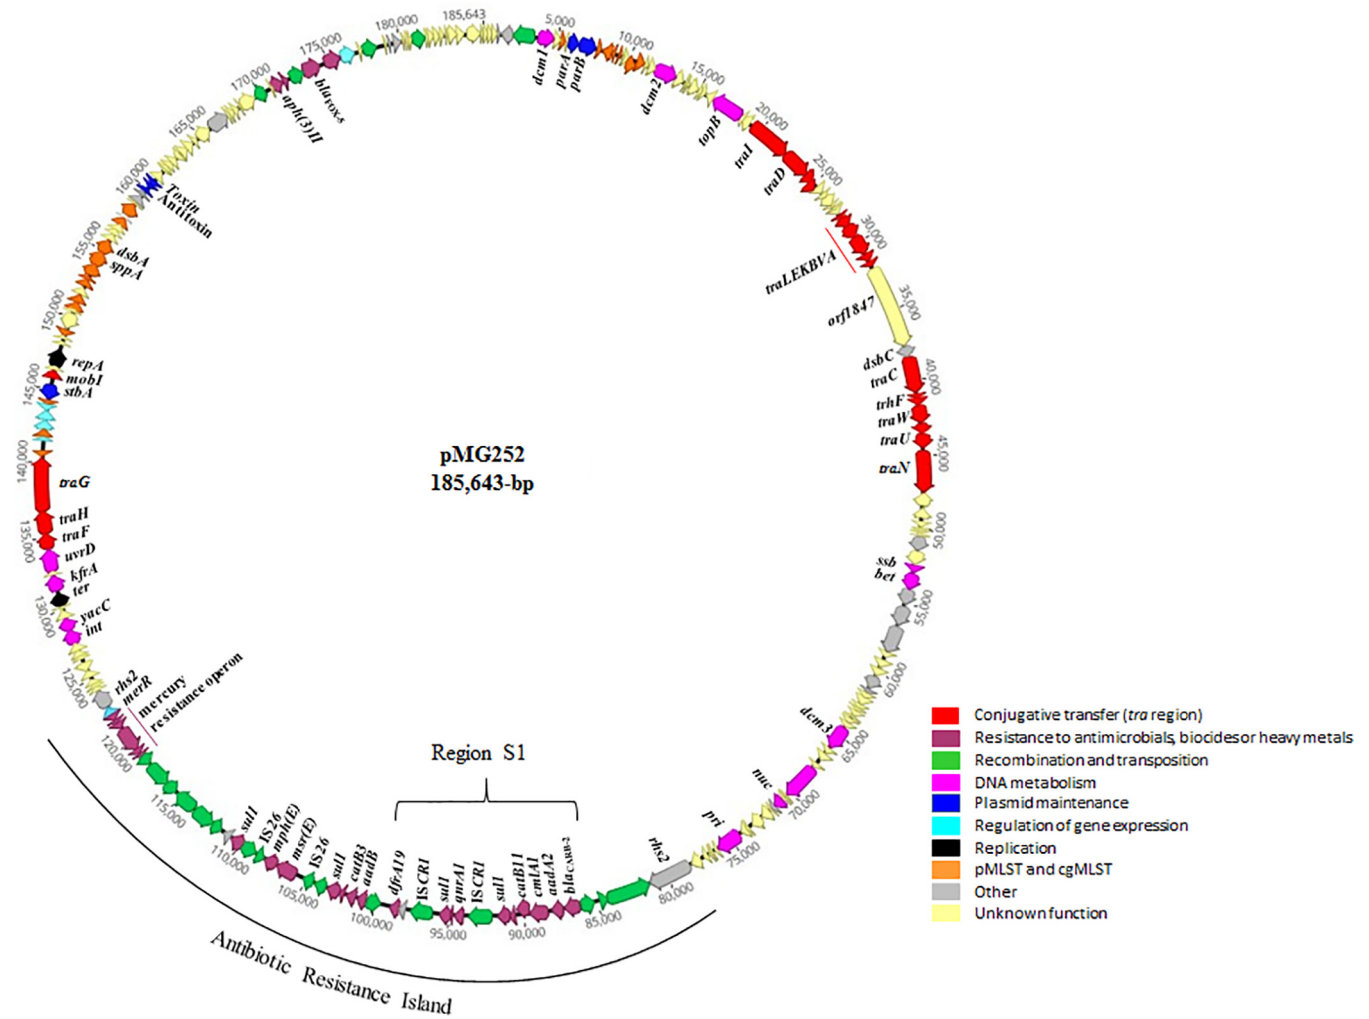 185,643
5,000
10,000
15,000
20,000
25,000
30,000
35,000
40,000
45,000
50,000
55,000
60,000
65,000
70,000
75,000
80,000
85,000
90,000
95,000
100,000
105,000
110,000
115,000
120,000
125,000
130,000
135,000
140,000
145,000
150,000
155,000
160,000
165,000
170,000
175,000
180,000
dcm1
parA
parB
dcm2
topB
traI
traD
traLEKBVA
orf1847
dsbC
traC
trhF
traW
traU
traN
ssb
bet
dcm3
nuc
pri
rhs2
blaCARB-2
aadA2
cmlA1
catB11
sul1
ISCR1
qnrA1
sul1
ISCR1
dfrA19
aadB
catB3
sul1
IS26
msr(E)
mph(E)
IS26
sul1
mercury
resistance operon
merR
rhs2
int
yacC
ter
kfrA
uvrD
traF
traH
traG
stbA
mobI
repA
sppA
dsbA
Toxin
Antitoxin
aph(3)II
blaFOX-5
pMG252
185,643-bp
Region S1
Antibiotic Resistance Island
Conjugative transfer (tra region)
Resistance to antimicrobials, biocides or heavy metals
Recombination and transposition
DNA metabolism
Plasmid maintenance
Regulation of gene expression
Replication
pMLST and cgMLST
Other
Unknown function